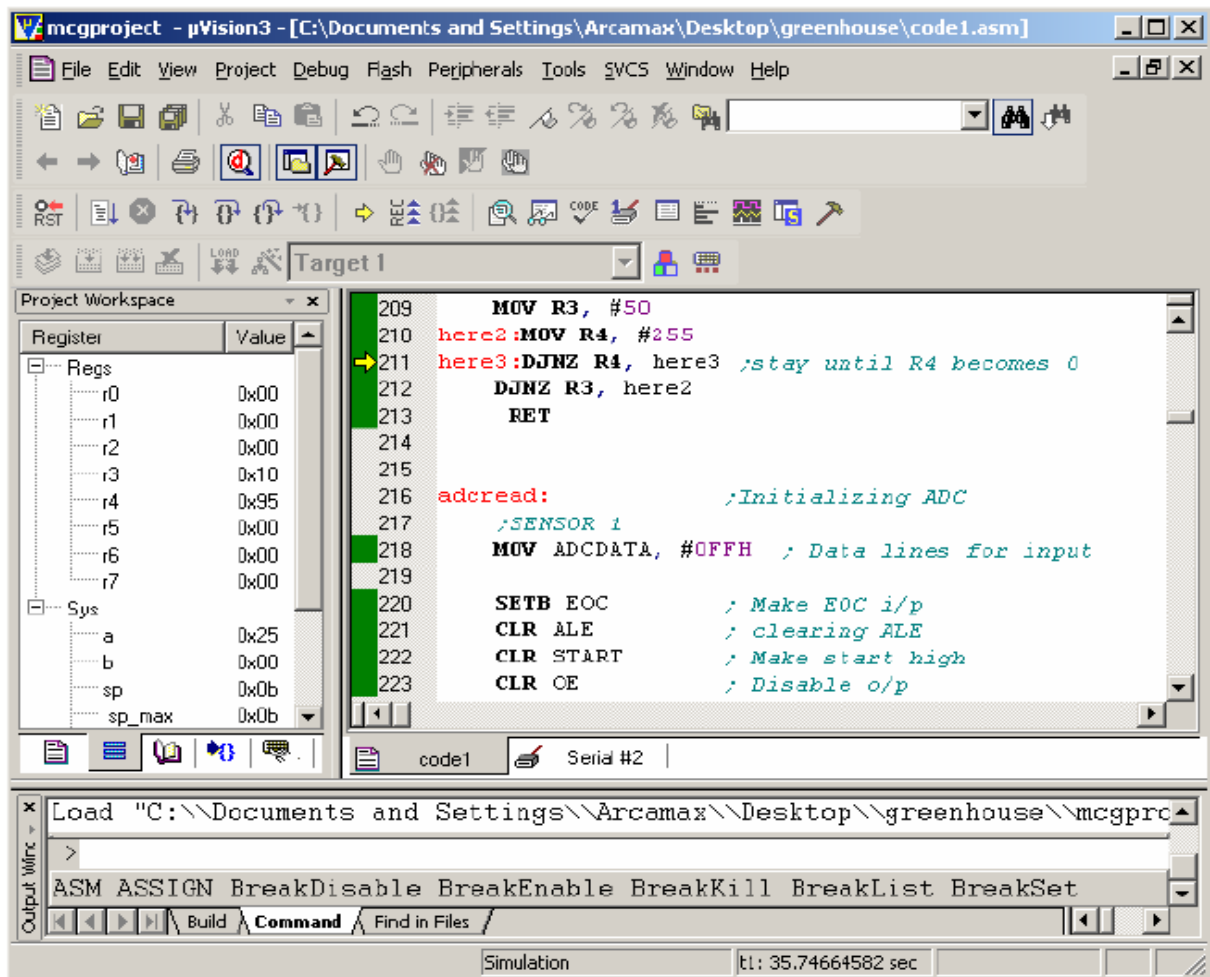 mcgproject - µVision3 - [C:\Documents and Settings\Arcamax\Desktop\greenhouse\code1.asm]
File Edit View Project Debug Flash Peripherals Tools SVCS Window Help
RST
CODE
LOAD
Target 1
Project Workspace
Register Value
Regs
r0 0x00
r1 0x00
r2 0x00
r3 0x10
r4 0x95
r5 0x00
r6 0x00
r7 0x00
Sys
a 0x25
b 0x00
sp 0x0b
sp_max 0x0b
209 MOV R3, #50
210 here2:MOV R4, #255
211 here3:DJNZ R4, here3 ;stay until R4 becomes 0
212 DJNZ R3, here2
213 RET
214
215
216 adcread: ;Initializing ADC
217 ;SENSOR 1
218 MOV ADCDATA, #0FFH ; Data lines for input
219
220 SETB EOC ; Make EOC i/p
221 CLR ALE ; clearing ALE
222 CLR START ; Make start high
223 CLR OE ; Disable o/p
code1 Serial #2
Load "C:\\Documents and Settings\\Arcamax\\Desktop\\greenhouse\\mcgpro
>
ASM ASSIGN BreakDisable BreakEnable BreakKill BreakList BreakSet
Output Winc
Build Command Find in Files
Simulation t1: 35.74664582 sec